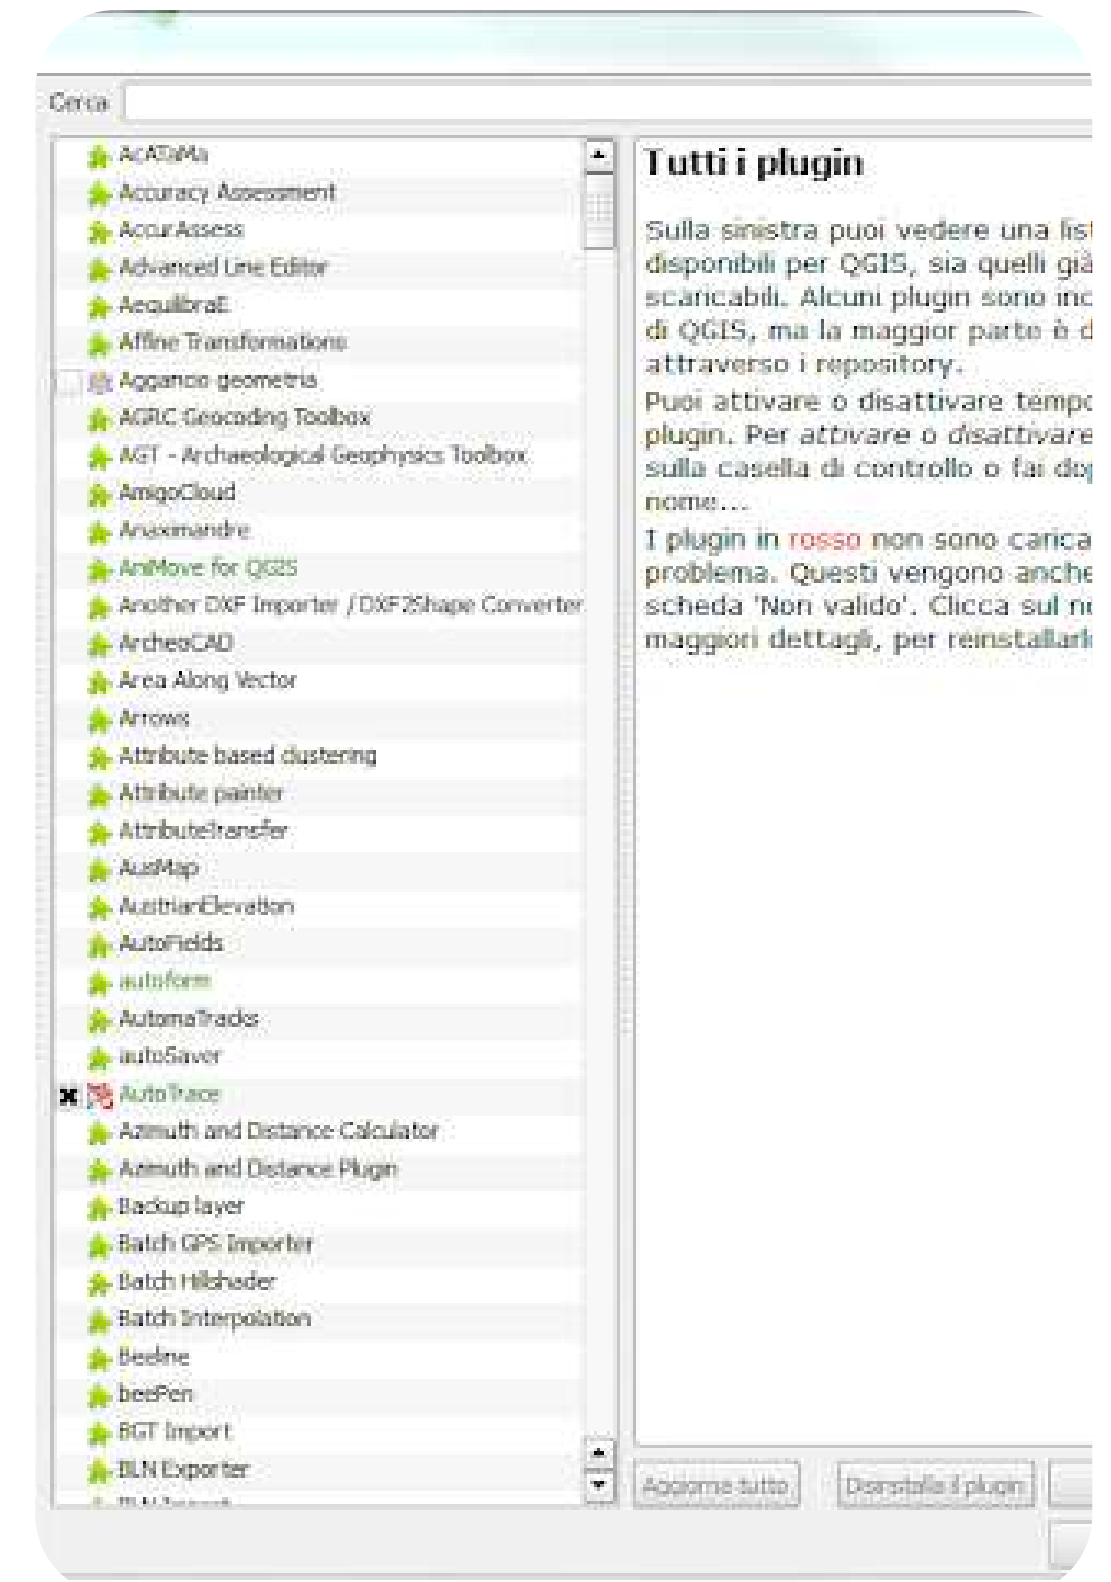 Cerca
AcATaMa
Accuracy Assessment
AccurAssess
Advanced Line Editor
AequilibraE
Affine Transformations
Aggancio geometria
AGRC Geocoding Toolbox
AGT - Archaeological Geophysics Toolbox
AmigoCloud
Anaximandre
AniMove for QGIS
Another DXF Importer / DXF2Shape Converter
ArcheoCAD
Area Along Vector
Arrows
Attribute based clustering
Attribute painter
AttributeTransfer
AusMap
AustrianElevation
AutoFields
autoform
AutomaTracks
autoSaver
AutoTrace
Azimuth and Distance Calculator
Azimuth and Distance Plugin
Backup layer
Batch GPS Importer
Batch Hillshader
Batch Interpolation
Beeline
beePen
BGT Import
BLN Exporter
Tutti i plugin
Sulla sinistra puoi vedere una list
disponibili per QGIS, sia quelli già
scaricabili. Alcuni plugin sono inc
di QGIS, ma la maggior parte è d
attraverso i repository.
Puoi attivare o disattivare tempo
plugin. Per attivare o disattivare
sulla casella di controllo o fai dop
nome...
I plugin in rosso non sono carica
problema. Questi vengono anche
scheda 'Non valido'. Clicca sul no
maggiori dettagli, per reinstallarlo
Aggiorna tutto
Disinstalla il plugin